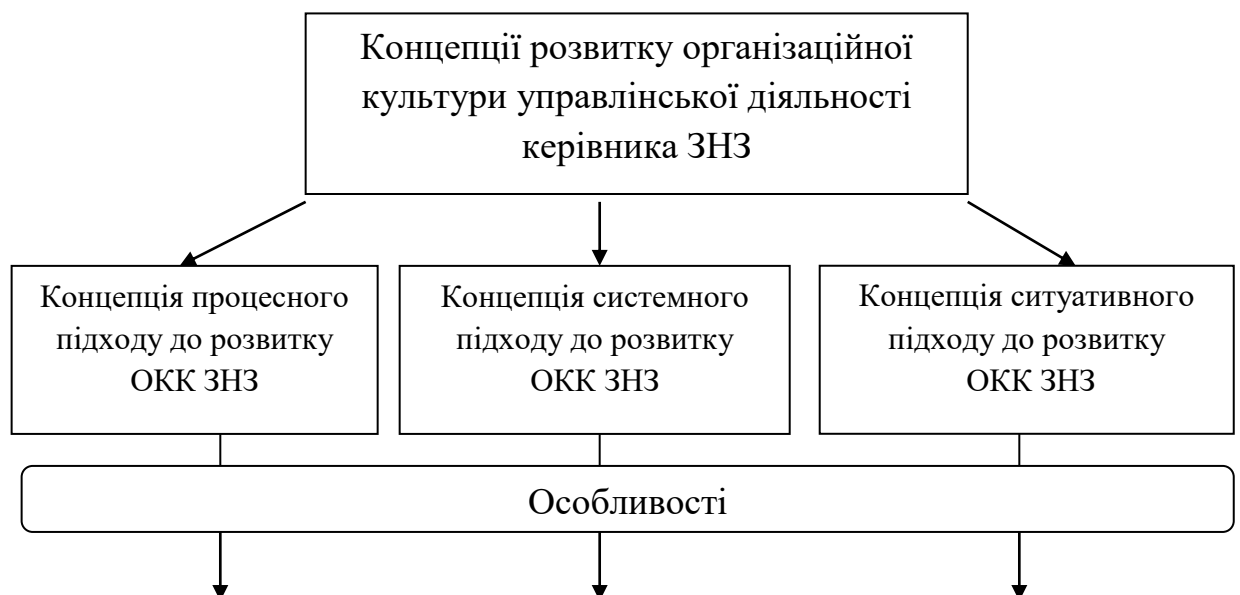 Концепції розвитку організаційної
культури управлінської діяльності
керівника ЗНЗ
Концепція процесного
підходу до розвитку
ОКК ЗНЗ
Концепція системного
підходу до розвитку
ОКК ЗНЗ
Концепція ситуативного
підходу до розвитку
ОКК ЗНЗ
Особливості